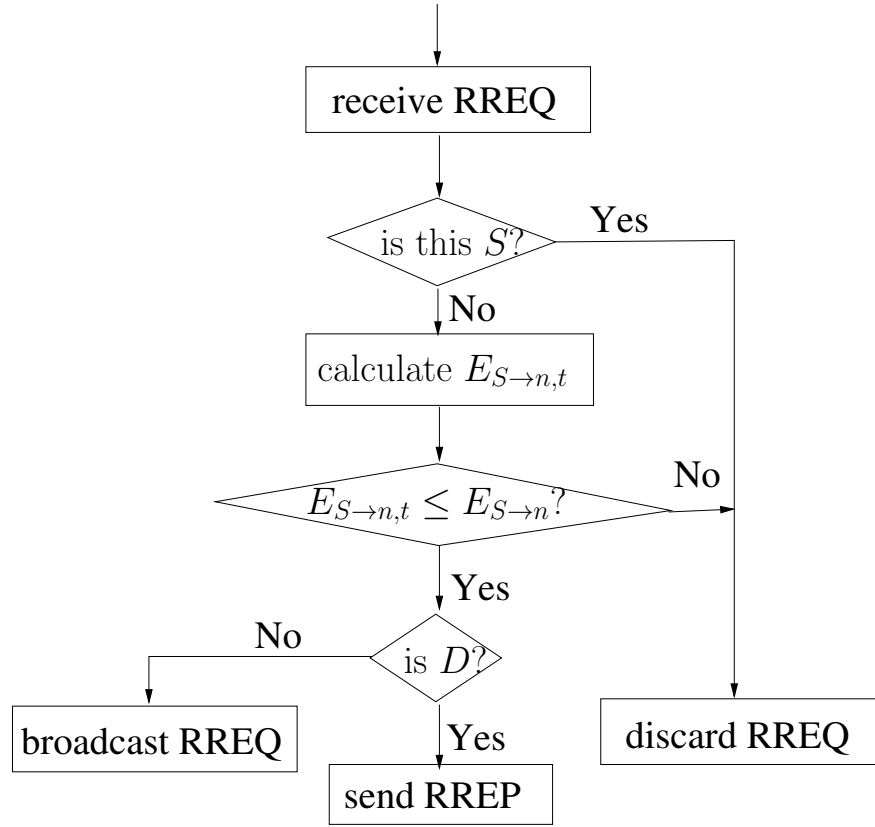 receive RREQ
is this S?
Yes
No
calculate E_{S→n,t}
E_{S→n,t} ≤ E_{S→n}?
No
Yes
is D?
No
Yes
broadcast RREQ
discard RREQ
send RREP